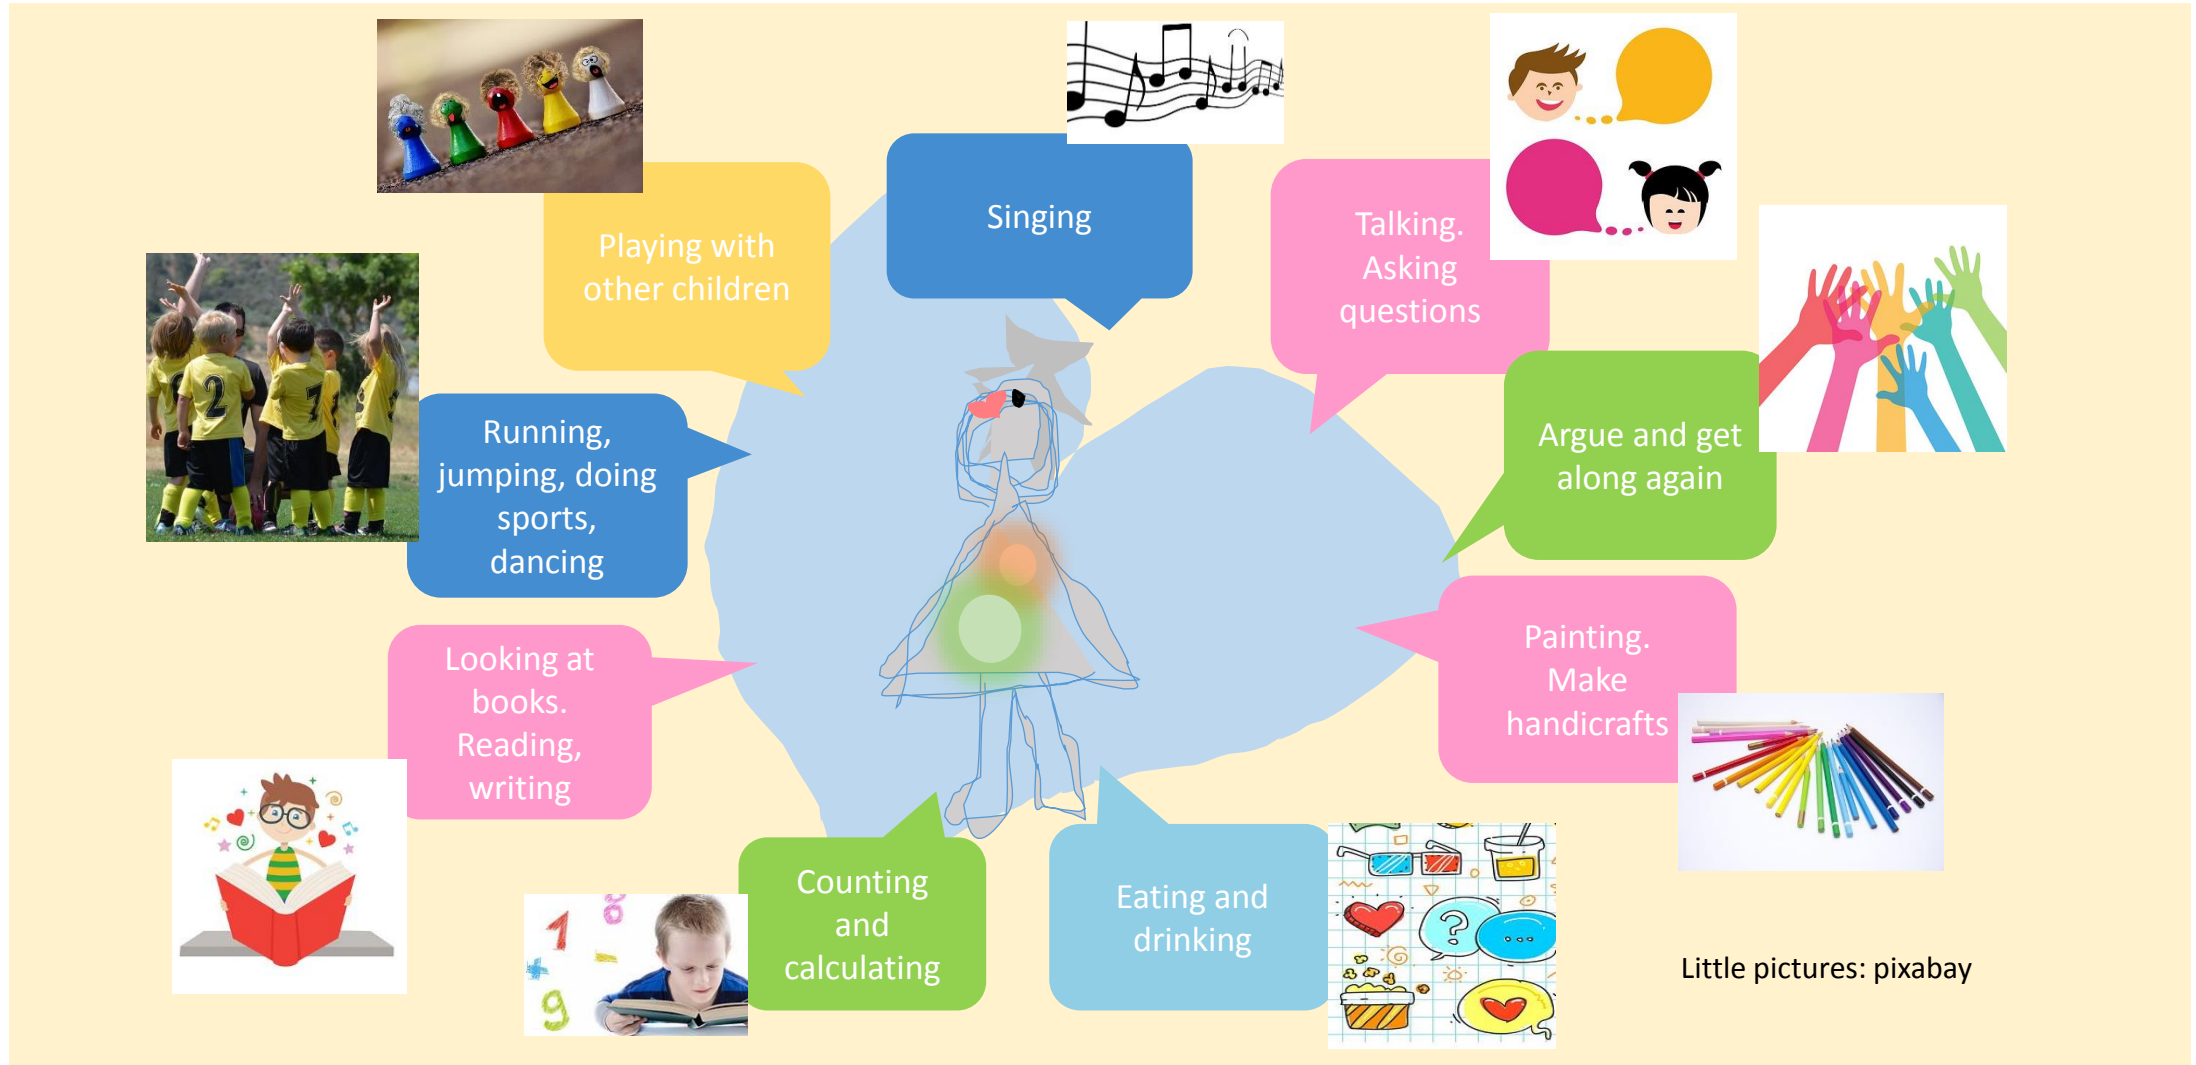 Singing
Playing with
other children
Talking.
Asking
questions
Argue and get
along again
Running,
jumping, doing
sports,
dancing
Painting.
Make
handicrafts
Looking at
books.
Reading,
writing
Counting
and
calculating
Eating and
drinking
Little pictures: pixabay
2
7
1
8
+
-
9
?
...